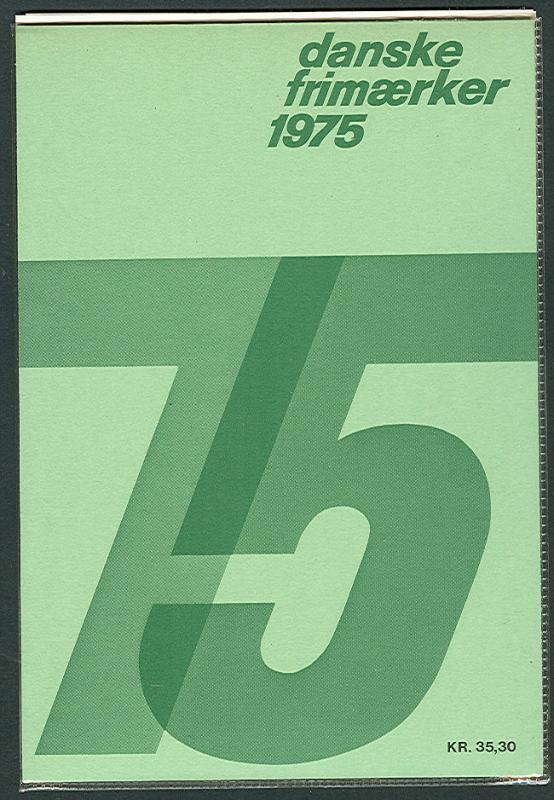 danske
frimærker
1975
75
KR. 35,30